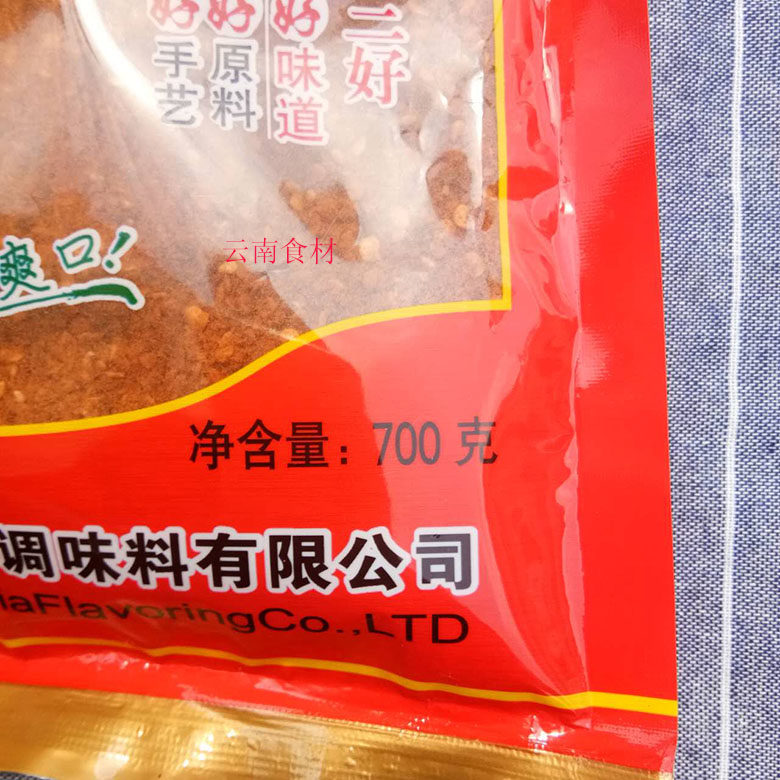 三好
好味道
好原料
好手艺
爽口！
云南食材
净含量：700 克
调味料有限公司
FlavoringCo.,LTD